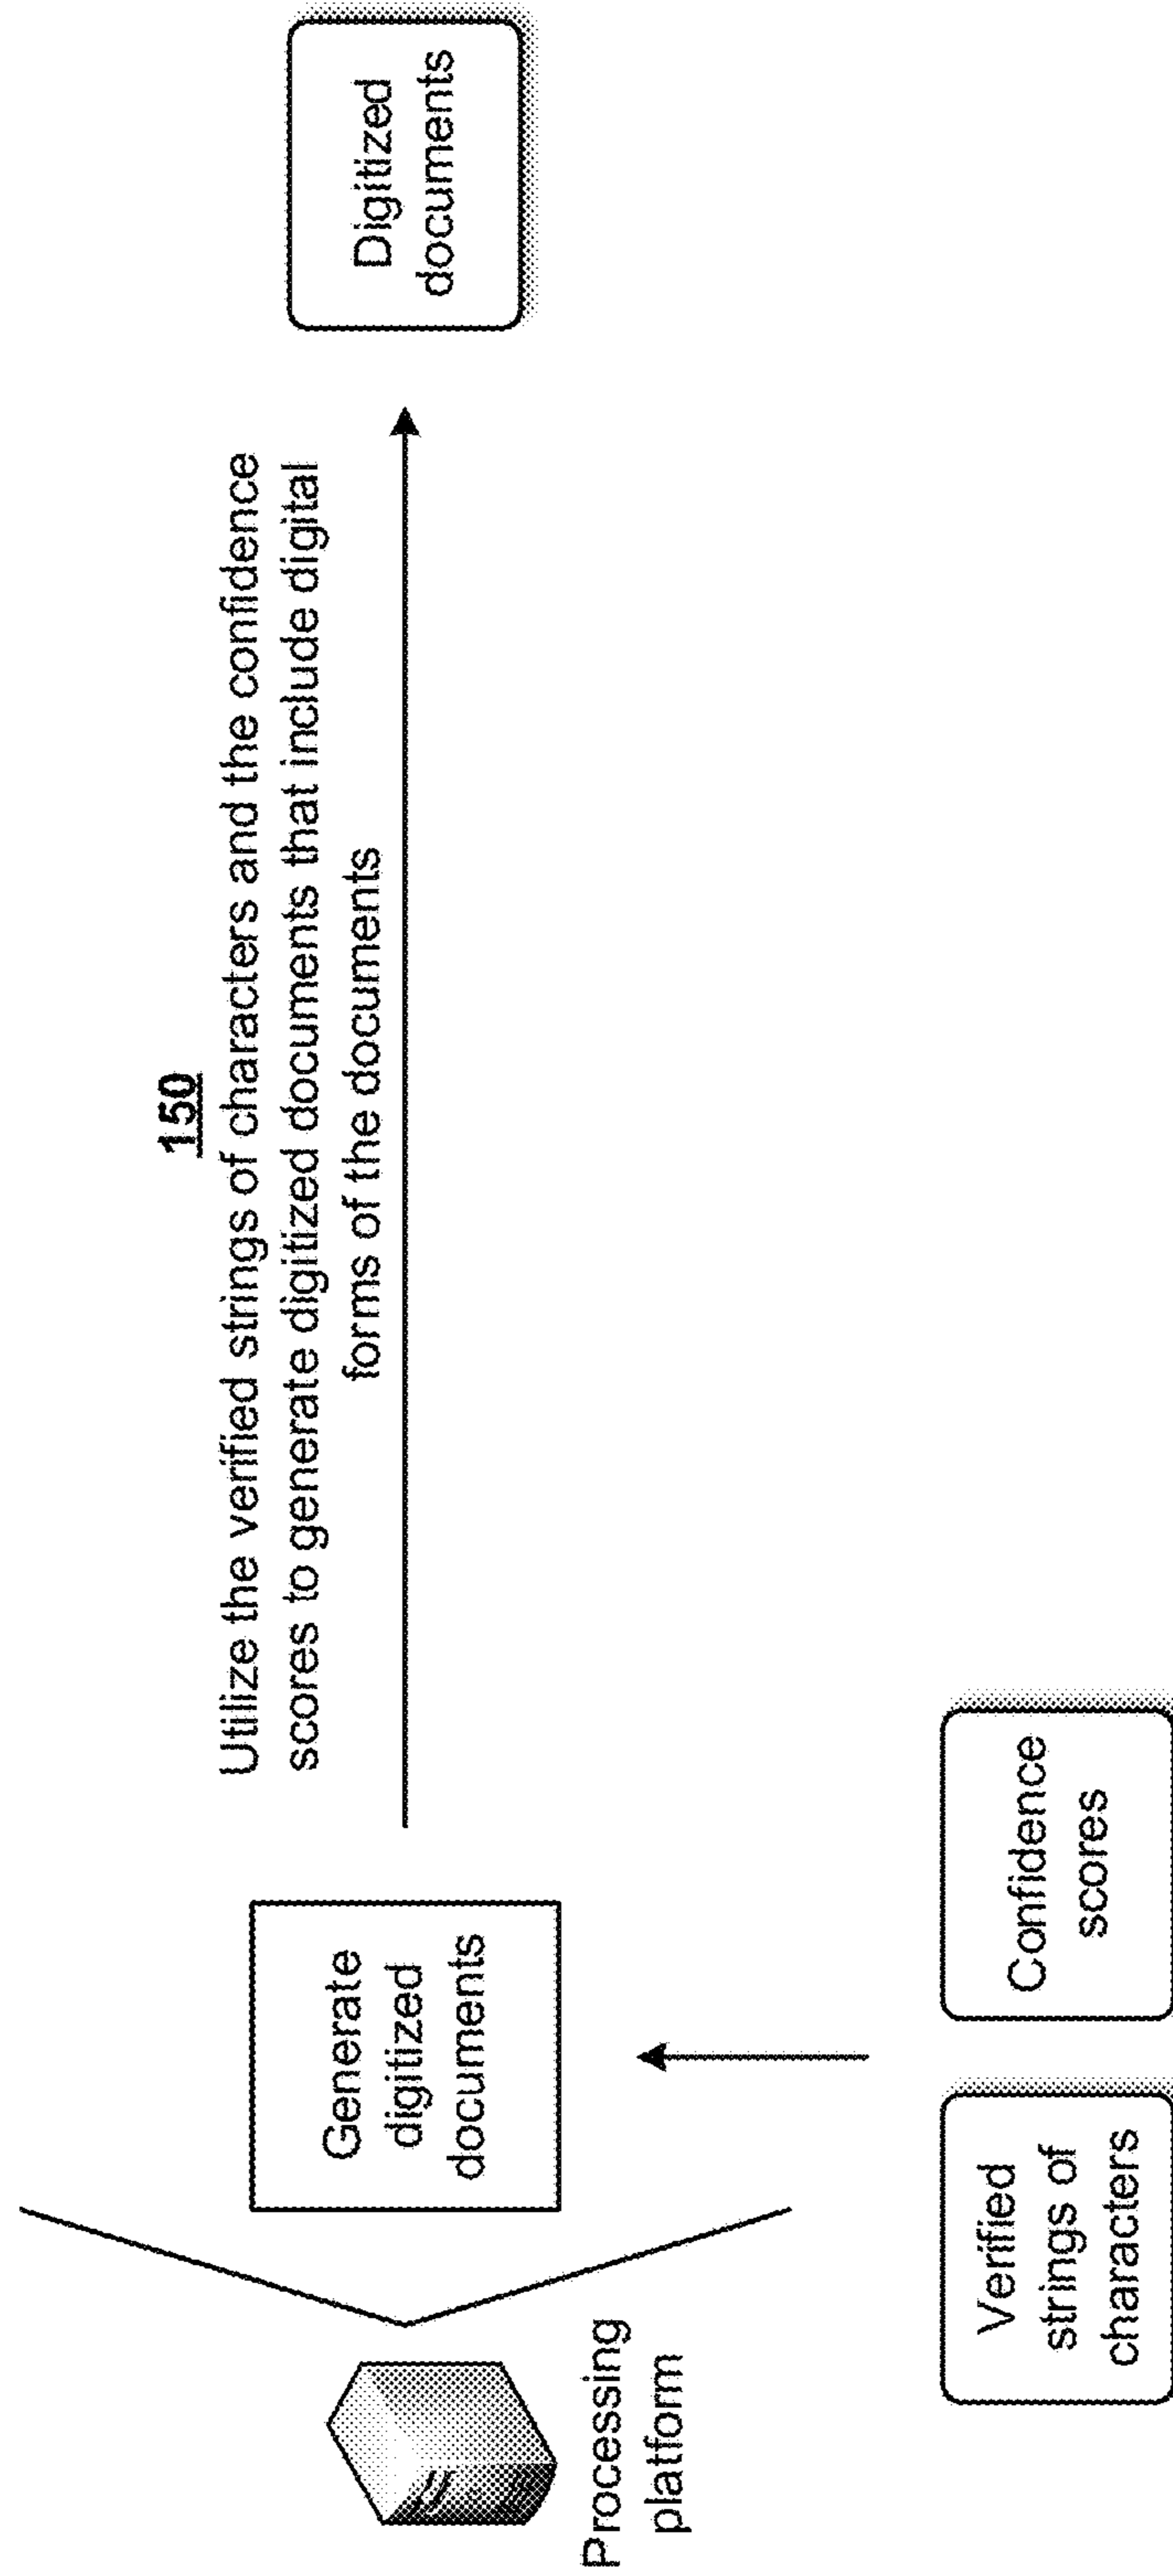 150
Utilize the verified strings of characters and the confidence
scores to generate digitized documents that include digital
forms of the documents
Processing
platform
Generate
digitized
documents
Digitized
documents
Verified
strings of
characters
Confidence
scores